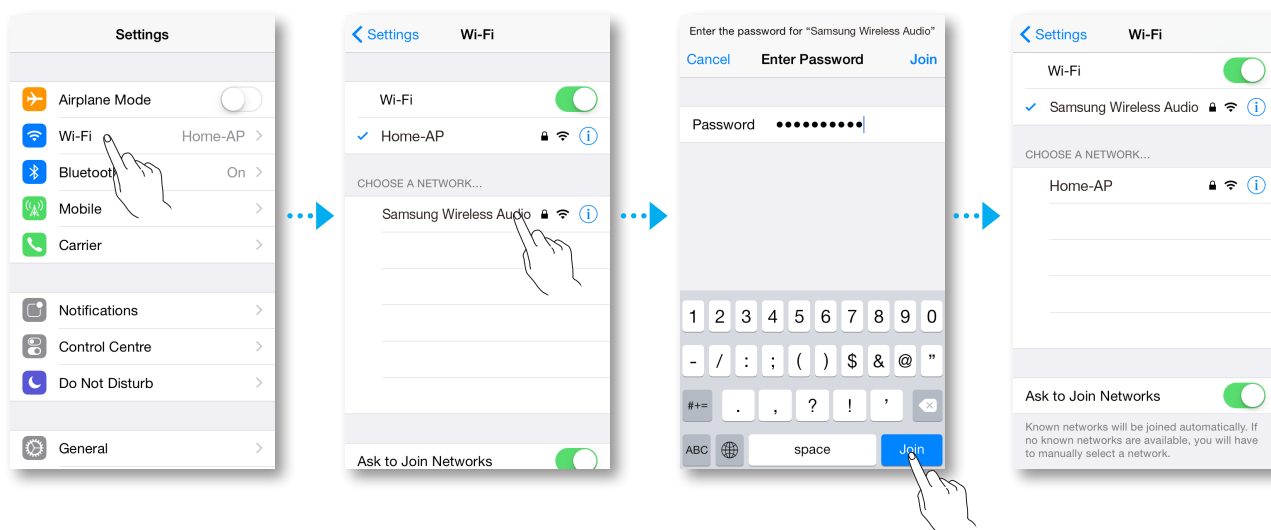 Settings
Airplane Mode
Wi-Fi Home-AP
Bluetooth On
Mobile
Carrier
Notifications
Control Centre
Do Not Disturb
General
Settings Wi-Fi
Wi-Fi
Home-AP
CHOOSE A NETWORK...
Samsung Wireless Audio
Ask to Join Networks
Enter the password for “Samsung Wireless Audio”
Cancel Enter Password Join
Password ●●●●●●●●●●
1 2 3 4 5 6 7 8 9 0
- / : ; ( ) $ & @ ”
#+= . , ? ! ’
ABC space Join
Settings Wi-Fi
Wi-Fi
Samsung Wireless Audio
CHOOSE A NETWORK...
Home-AP
Ask to Join Networks
Known networks will be joined automatically. If
no known networks are available, you will have
to manually select a network.